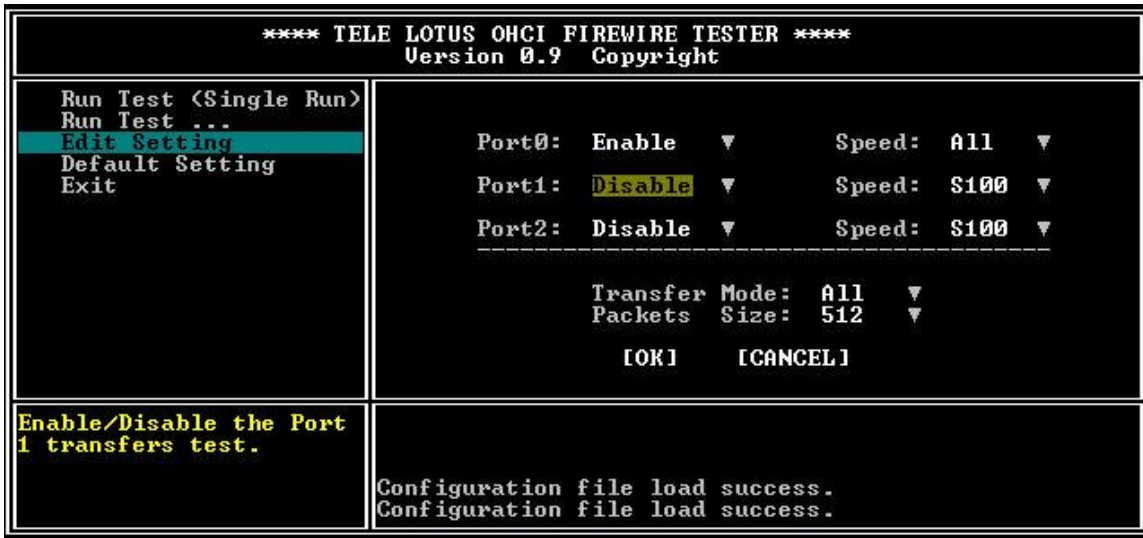 **** TELE LOTUS OHCI FIREWIRE TESTER ****
Version 0.9 Copyright
Run Test (Single Run)
Run Test ...
Edit Setting
Default Setting
Exit
Port0: Enable ▼ Speed: All ▼
Port1: Disable ▼ Speed: S100 ▼
Port2: Disable ▼ Speed: S100 ▼
Transfer Mode: All ▼
Packets Size: 512 ▼
[OK] [CANCEL]
Enable/Disable the Port
1 transfers test.
Configuration file load success.
Configuration file load success.